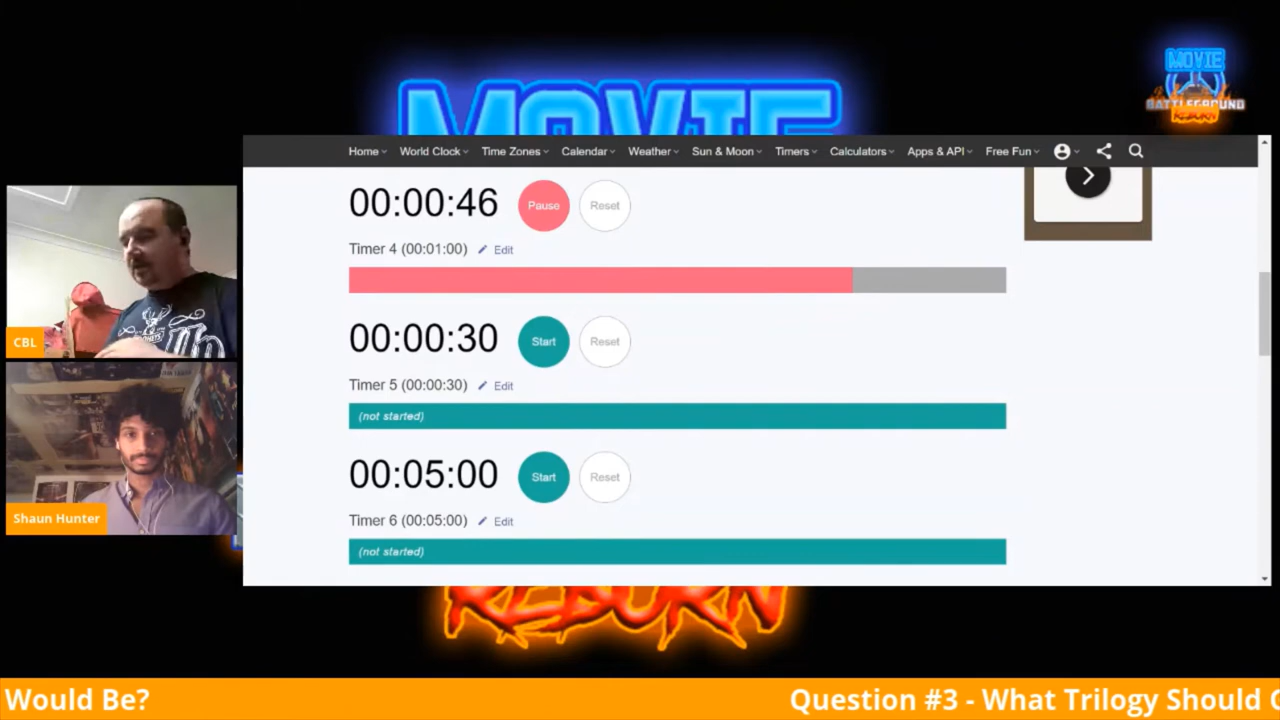 MOVIE
MOVIE
BATTLEGROUND
REBORN
Home World Clock Time Zones Calendar Weather Sun & Moon Timers Calculators Apps & API Free Fun
00:00:46 Pause Reset
Timer 4 (00:01:00) Edit
00:00:30 Start Reset
Timer 5 (00:00:30) Edit
(not started)
00:05:00 Start Reset
Timer 6 (00:05:00) Edit
(not started)
CBL
Shaun Hunter
REBORN
Would Be? Question #3 - What Trilogy Should